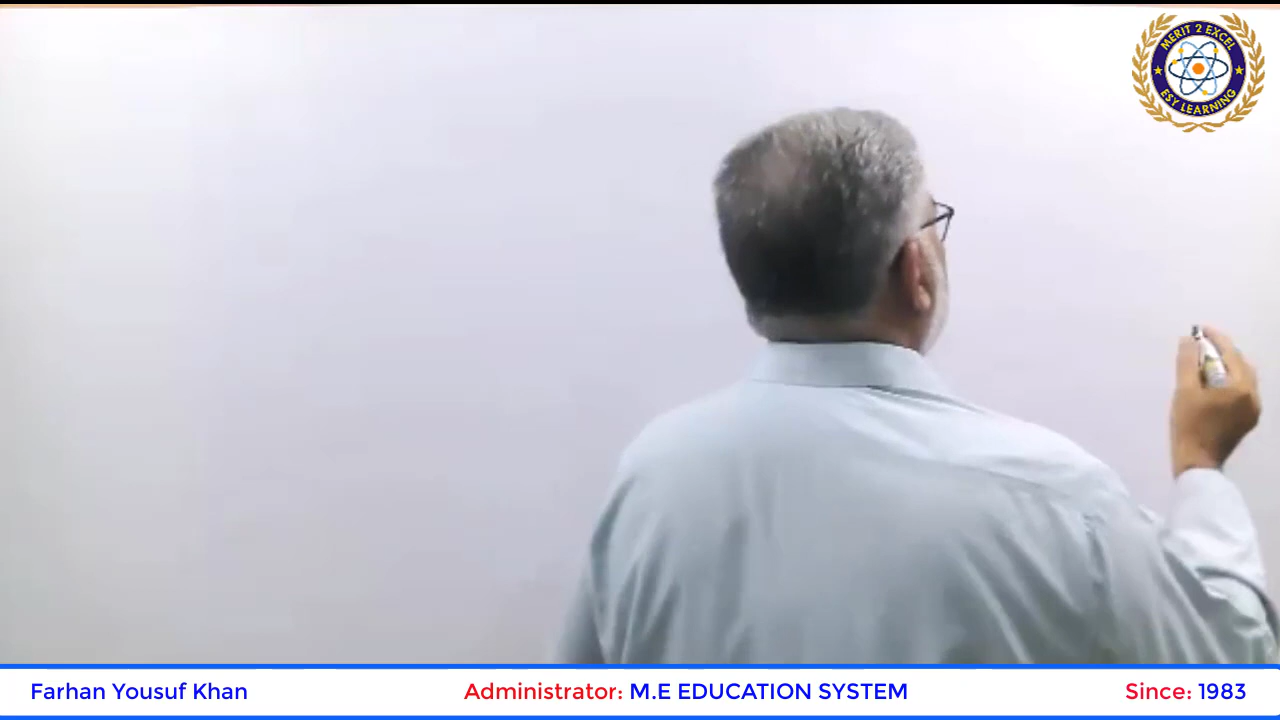 MERIT 2 EXCEL
ESY LEARNING
Farhan Yousuf Khan Administrator: M.E EDUCATION SYSTEM Since: 1983